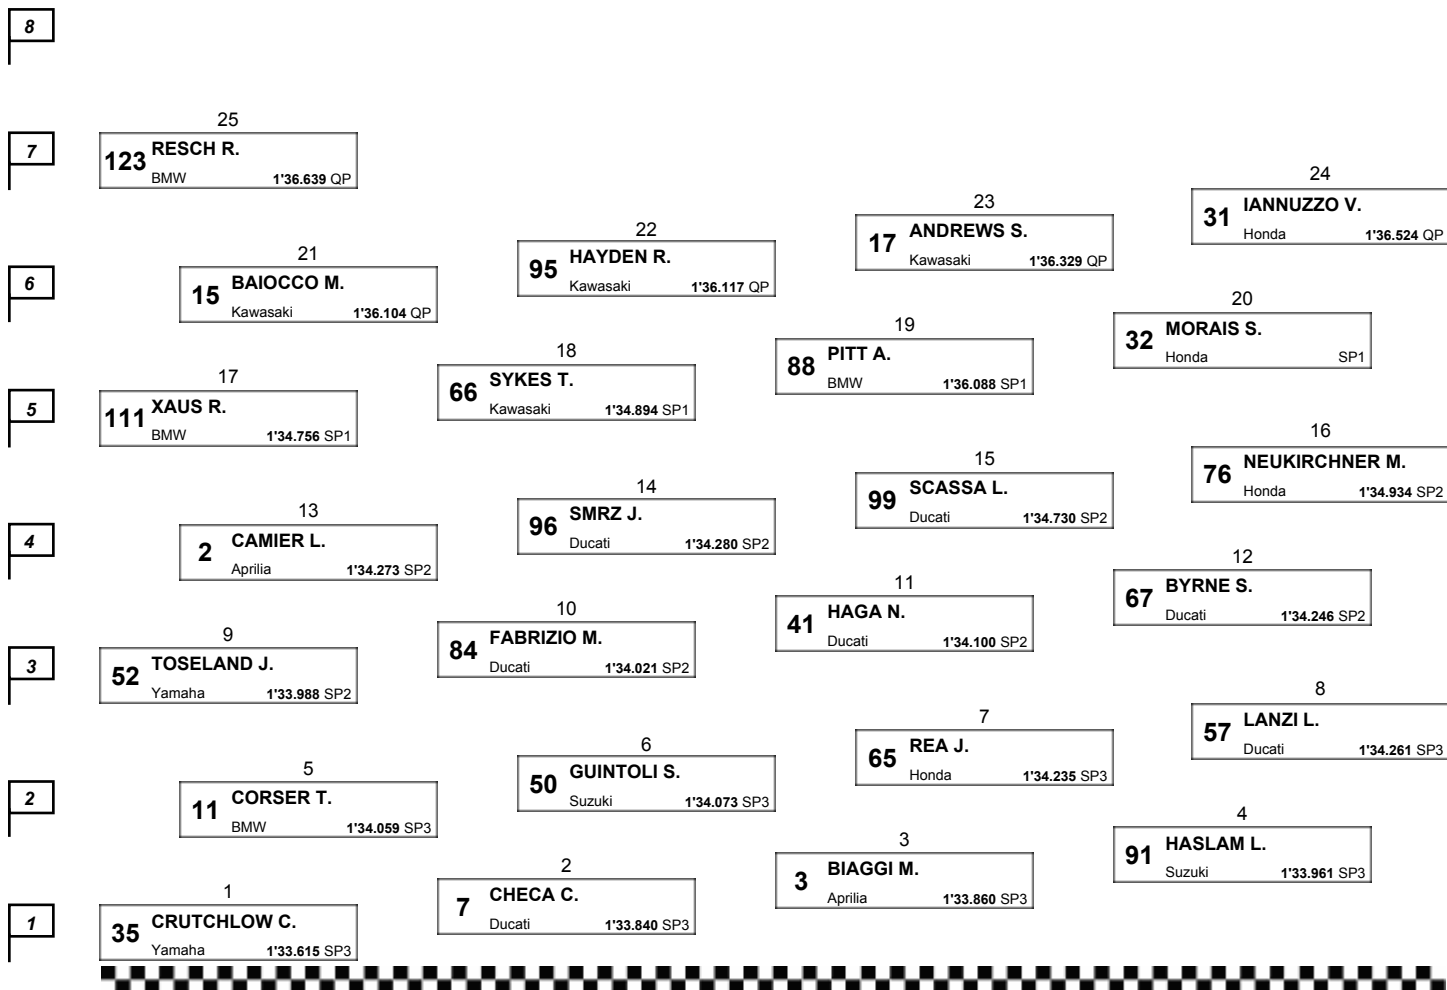 8
25
7
123 RESCH R.
BMW 1'36.639 QP
24
31 IANNUZZO V.
Honda 1'36.524 QP
23
17 ANDREWS S.
Kawasaki 1'36.329 QP
22
95 HAYDEN R.
Kawasaki 1'36.117 QP
21
6
15 BAIOCCO M.
Kawasaki 1'36.104 QP
20
32 MORAIS S.
Honda SP1
19
88 PITT A.
BMW 1'36.088 SP1
18
66 SYKES T.
Kawasaki 1'34.894 SP1
17
5
111 XAUS R.
BMW 1'34.756 SP1
16
76 NEUKIRCHNER M.
Honda 1'34.934 SP2
15
99 SCASSA L.
Ducati 1'34.730 SP2
14
96 SMRZ J.
Ducati 1'34.280 SP2
13
4
2 CAMIER L.
Aprilia 1'34.273 SP2
12
67 BYRNE S.
Ducati 1'34.246 SP2
11
41 HAGA N.
Ducati 1'34.100 SP2
10
84 FABRIZIO M.
Ducati 1'34.021 SP2
9
3
52 TOSELAND J.
Yamaha 1'33.988 SP2
8
57 LANZI L.
Ducati 1'34.261 SP3
7
65 REA J.
Honda 1'34.235 SP3
6
50 GUINTOLI S.
Suzuki 1'34.073 SP3
5
2
11 CORSER T.
BMW 1'34.059 SP3
4
91 HASLAM L.
Suzuki 1'33.961 SP3
3
3 BIAGGI M.
Aprilia 1'33.860 SP3
2
7 CHECA C.
Ducati 1'33.840 SP3
1
1
35 CRUTCHLOW C.
Yamaha 1'33.615 SP3